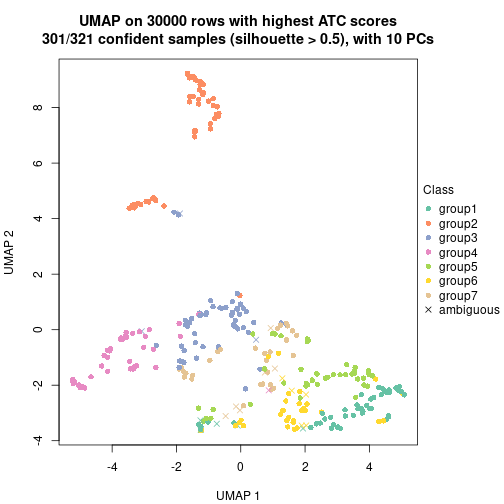 UMAP on 30000 rows with highest ATC scores
301/321 confident samples (silhouette > 0.5), with 10 PCs
8
6
4
2
0
-2
-4
UMAP 2
-4
-2
0
2
4
UMAP 1
Class
group1
group2
group3
group4
group5
group6
group7
ambiguous